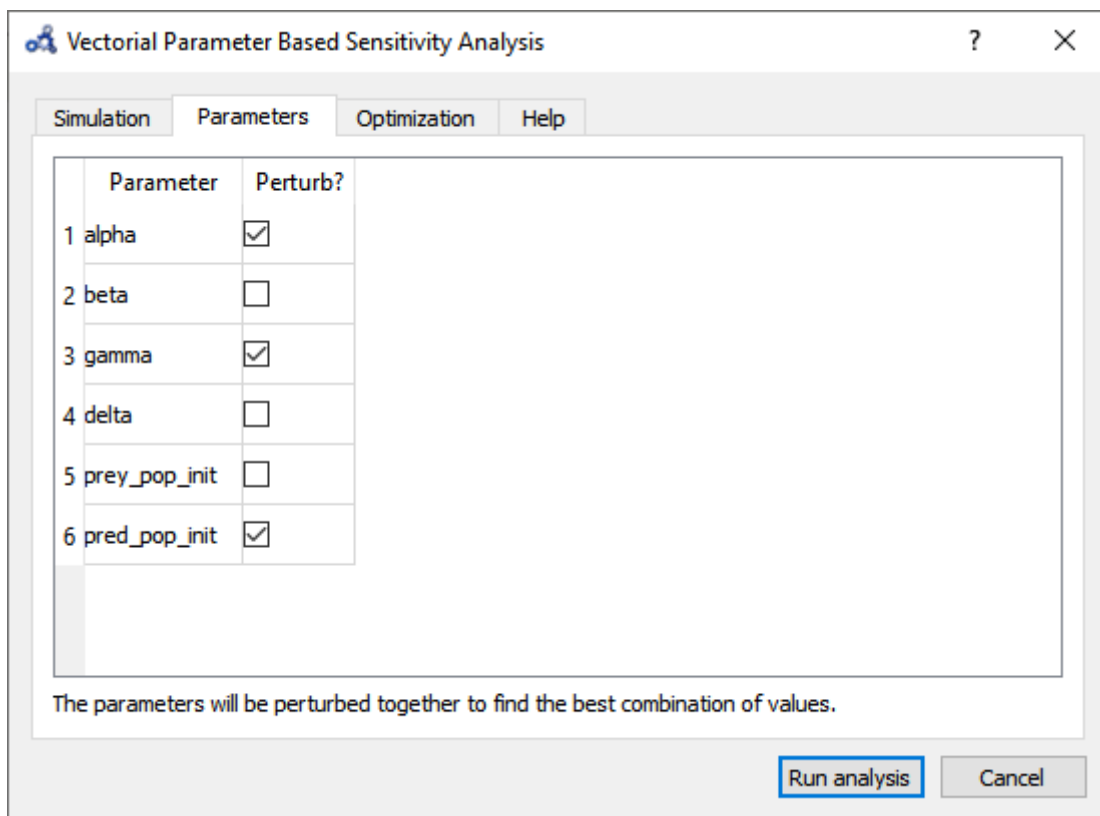 Vectorial Parameter Based Sensitivity Analysis ?
Simulation Parameters Optimization Help
Parameter Perturb?
1 alpha
2 beta
3 gamma
4 delta
5 prey_pop_init
6 pred_pop_init
The parameters will be perturbed together to find the best combination of values.
Run analysis Cancel